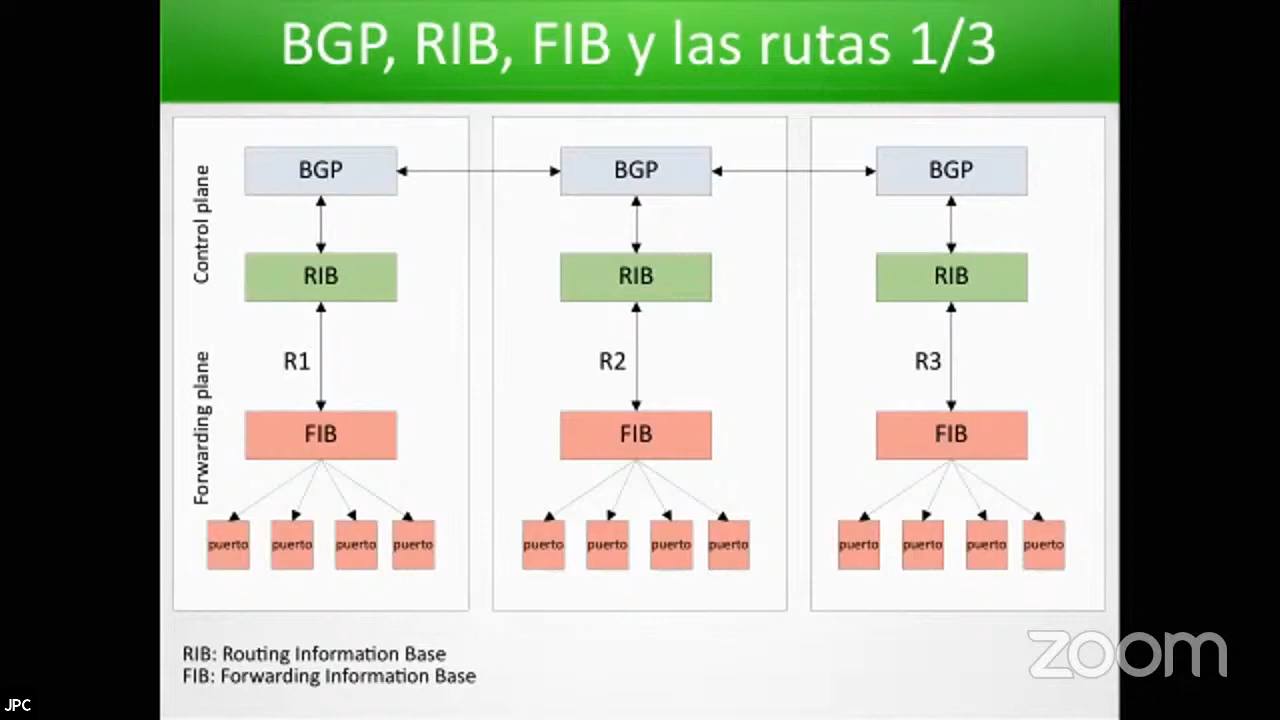 BGP, RIB, FIB y las rutas 1/3
Control plane
Forwarding plane
BGP
RIB
R1
FIB
puerto puerto puerto puerto
BGP
RIB
R2
FIB
puerto puerto puerto puerto
BGP
RIB
R3
FIB
puerto puerto puerto puerto
RIB: Routing Information Base
FIB: Forwarding Information Base
zoom
JPC